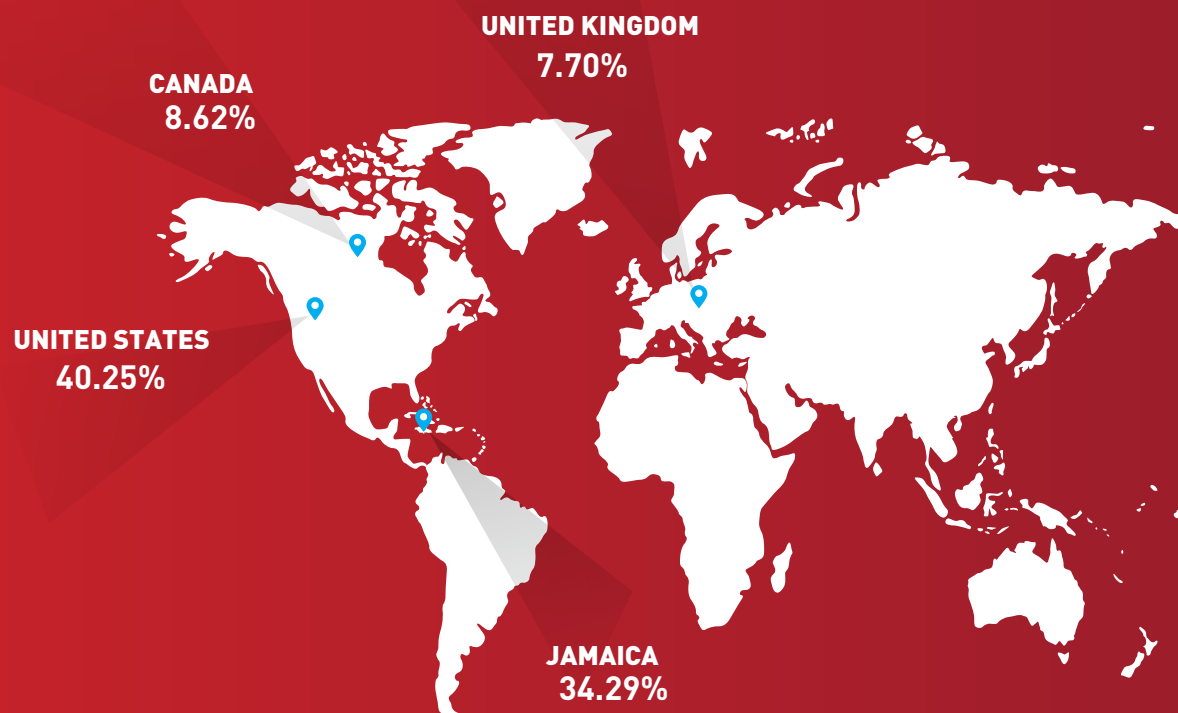 UNITED KINGDOM
7.70%
CANADA
8.62%
UNITED STATES
40.25%
JAMAICA
34.29%